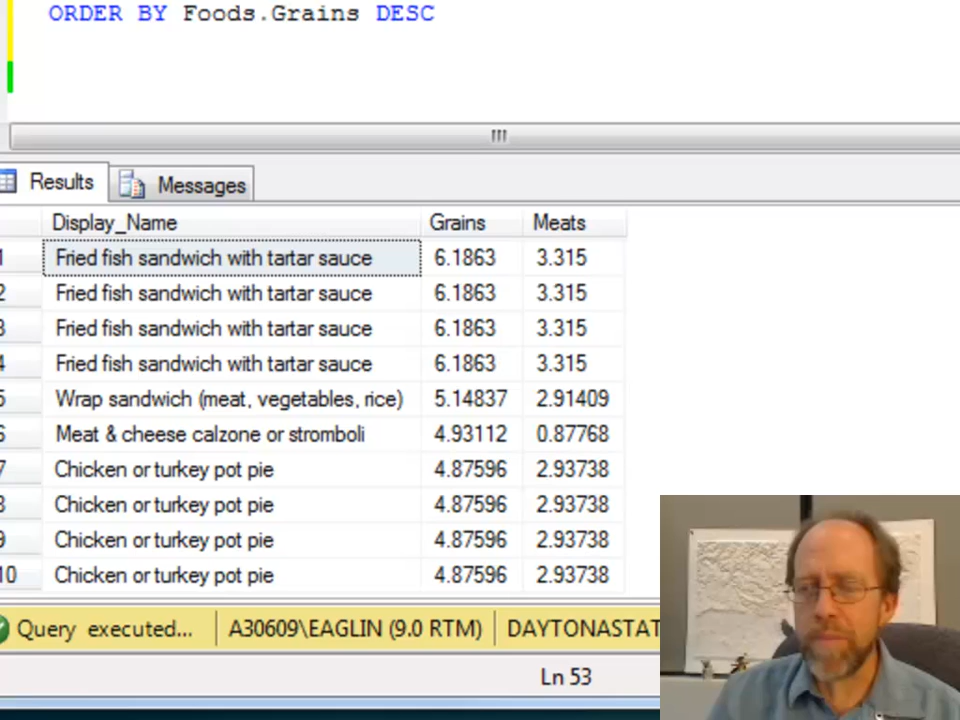 ORDER BY Foods.Grains DESC
Results Messages
Display_Name Grains Meats
1 Fried fish sandwich with tartar sauce 6.1863 3.315
2 Fried fish sandwich with tartar sauce 6.1863 3.315
3 Fried fish sandwich with tartar sauce 6.1863 3.315
4 Fried fish sandwich with tartar sauce 6.1863 3.315
5 Wrap sandwich (meat, vegetables, rice) 5.14837 2.91409
6 Meat & cheese calzone or stromboli 4.93112 0.87768
7 Chicken or turkey pot pie 4.87596 2.93738
8 Chicken or turkey pot pie 4.87596 2.93738
9 Chicken or turkey pot pie 4.87596 2.93738
10 Chicken or turkey pot pie 4.87596 2.93738
Query executed... A30609\EAGLIN (9.0 RTM) DAYTONASTAT
Ln 53